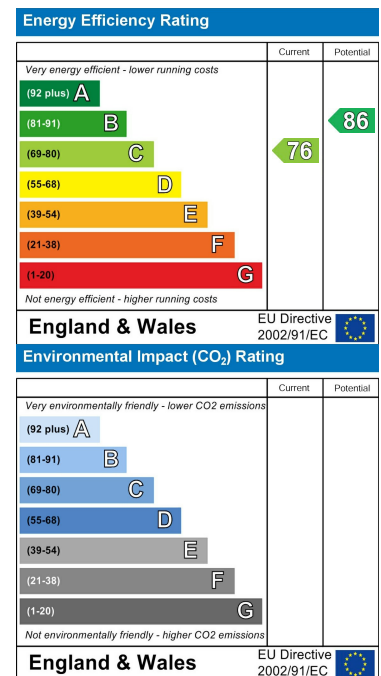 Energy Efficiency Rating
Current Potential
Very energy efficient - lower running costs
(92 plus) A
(81-91) B
86
(69-80) C
76
(55-68) D
(39-54) E
(21-38) F
(1-20) G
Not energy efficient - higher running costs
England & Wales
EU Directive
2002/91/EC
Environmental Impact (CO₂) Rating
Current Potential
Very environmentally friendly - lower CO2 emissions
(92 plus) A
(81-91) B
(69-80) C
(55-68) D
(39-54) E
(21-38) F
(1-20) G
Not environmentally friendly - higher CO2 emissions
England & Wales
EU Directive
2002/91/EC